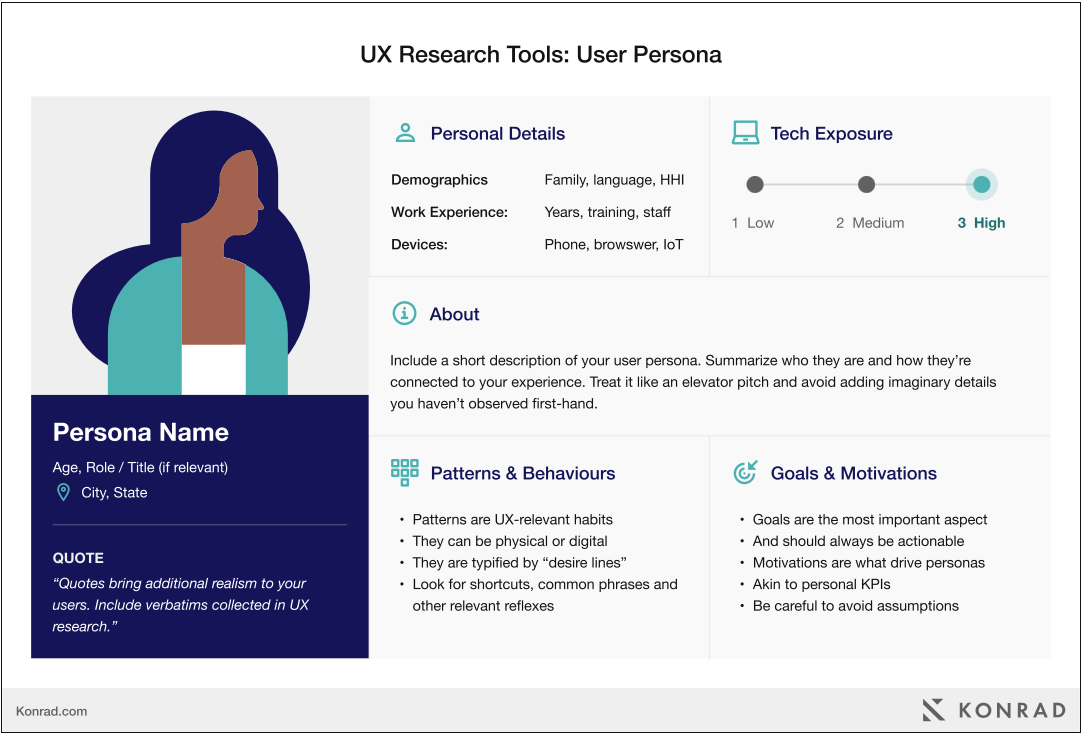 UX Research Tools: User Persona
Persona Name
Age, Role / Title (if relevant)
City, State
QUOTE
“Quotes bring additional realism to your
users. Include verbatims collected in UX
research.”
Personal Details
Demographics Family, language, HHI
Work Experience: Years, training, staff
Devices: Phone, browswer, IoT
Tech Exposure
1 Low 2 Medium 3 High
About
Include a short description of your user persona. Summarize who they are and how they’re
connected to your experience. Treat it like an elevator pitch and avoid adding imaginary details
you haven’t observed first-hand.
Patterns & Behaviours
• Patterns are UX-relevant habits
• They can be physical or digital
• They are typified by “desire lines”
• Look for shortcuts, common phrases and
other relevant reflexes
Goals & Motivations
• Goals are the most important aspect
• And should always be actionable
• Motivations are what drive personas
• Akin to personal KPIs
• Be careful to avoid assumptions
Konrad.com
KONRAD